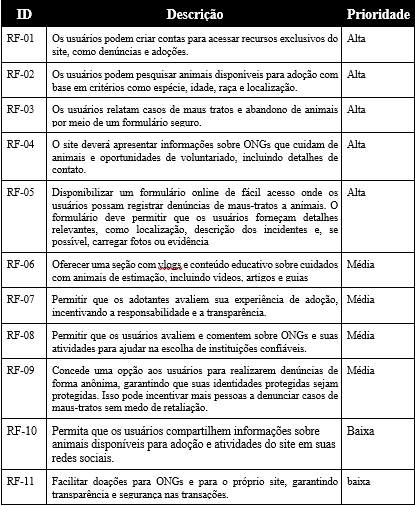 ID Descrição Prioridade
RF-01 Os usuários podem criar contas para acessar recursos exclusivos do Alta
site, como denúncias e adoções.
RF-02 Os usuários podem pesquisar animais disponíveis para adoção com Alta
base em critérios como espécie, idade, raça e localização.
RF-03 Os usuários relatam casos de maus tratos e abandono de animais Alta
por meio de um formulário seguro.
RF-04 O site deverá apresentar informações sobre ONGs que cuidam de Alta
animais e oportunidades de voluntariado, incluindo detalhes de
contato.
RF-05 Disponibilizar um formulário online de fácil acesso onde os Alta
usuários possam registrar denúncias de maus-tratos a animais. O
formulário deve permitir que os usuários forneçam detalhes
relevantes, como localização, descrição dos incidentes e, se
possível, carregar fotos ou evidência
RF-06 Oferecer uma seção com vlogs e conteúdo educativo sobre cuidados Média
com animais de estimação, incluindo vídeos, artigos e guias
RF-07 Permitir que os adotantes avaliem sua experiência de adoção, Média
incentivando a responsabilidade e a transparência.
RF-08 Permitir que os usuários avaliem e comentem sobre ONGs e suas Média
atividades para ajudar na escolha de instituições confiáveis.
RF-09 Concede uma opção aos usuários para realizarem denúncias de Média
forma anônima, garantindo que suas identidades protegidas sejam
protegidas. Isso pode incentivar mais pessoas a denunciar casos de
maus-tratos sem medo de retaliação.
RF-10 Permita que os usuários compartilhem informações sobre Baixa
animais disponíveis para adoção e atividades do site em suas
redes sociais.
RF-11 Facilitar doações para ONGs e para o próprio site, garantindo baixa
transparência e segurança nas transações.